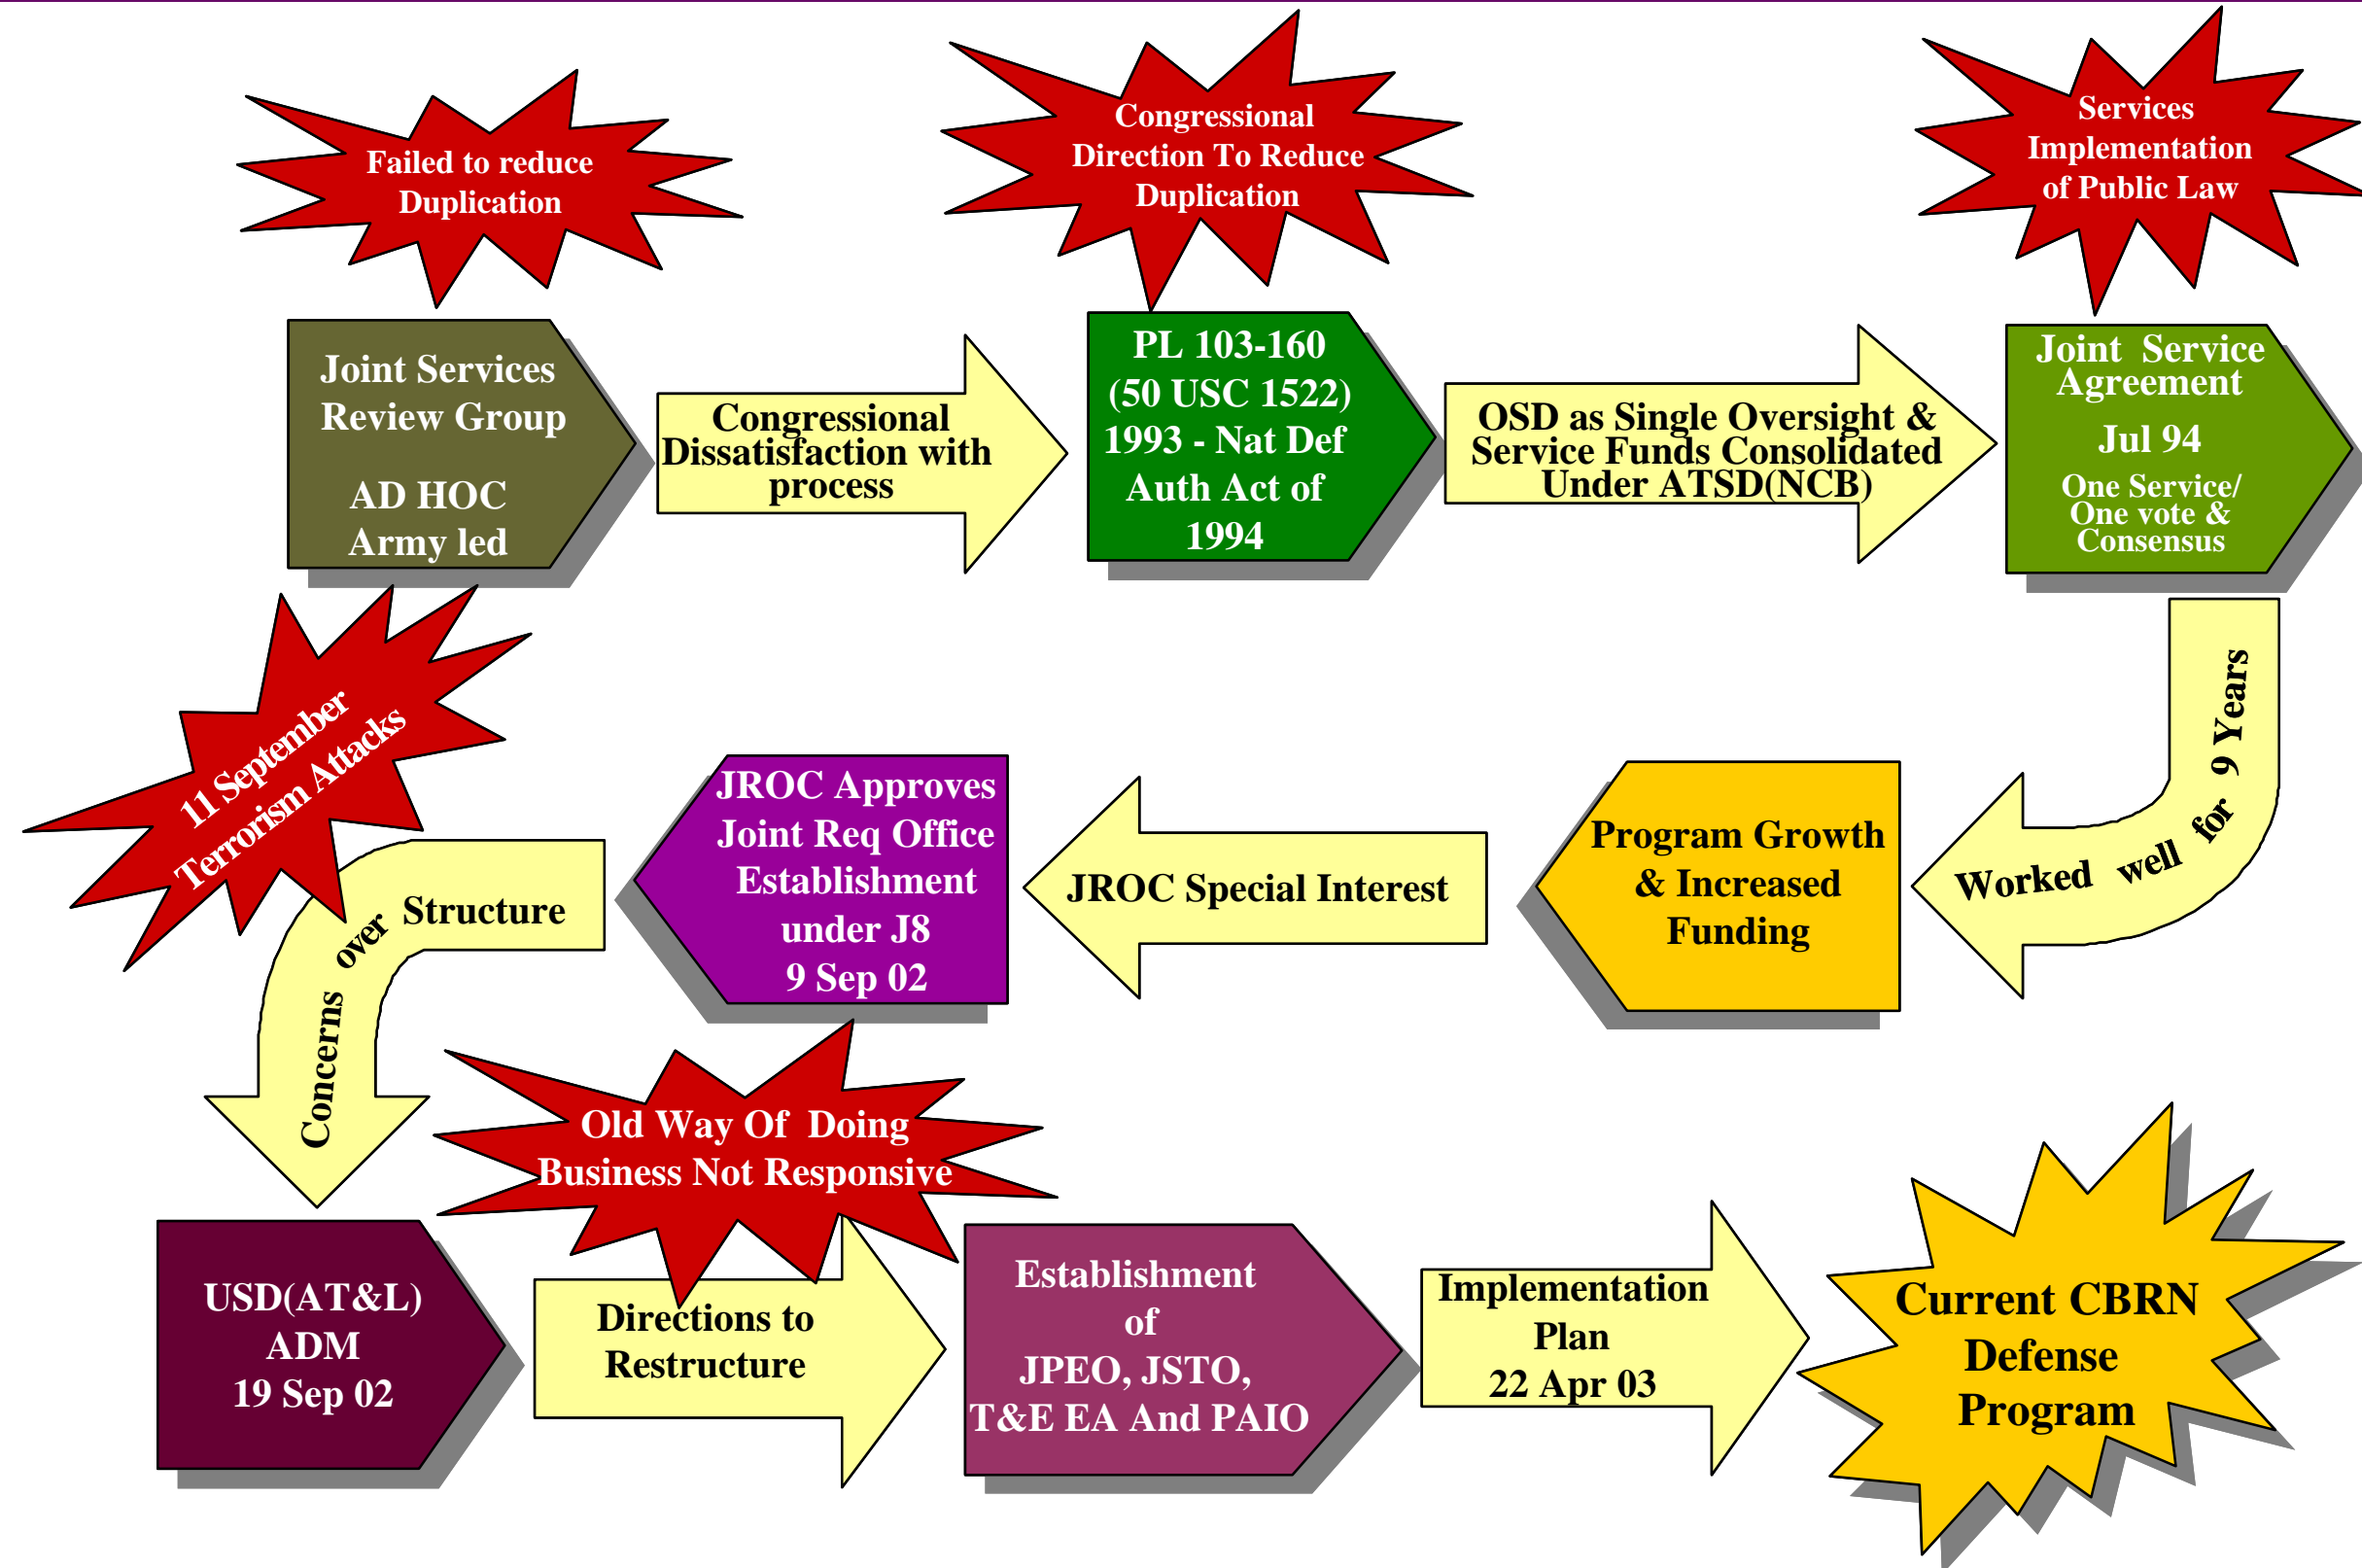 Failed to reduce
Duplication
Congressional
Direction To Reduce
Duplication
Services
Implementation
of Public Law
Joint Services
Review Group
AD HOC
Army led
Congressional
Dissatisfaction with
process
PL 103-160
(50 USC 1522)
1993 - Nat Def
Auth Act of
1994
OSD as Single Oversight &
Service Funds Consolidated
Under ATSD(NCB)
Joint Service
Agreement
Jul 94
One Service/
One vote &
Consensus
Worked well for 9 Years
Program Growth
& Increased
Funding
JROC Special Interest
JROC Approves
Joint Req Office
Establishment
under J8
9 Sep 02
11 September
Terrorism Attacks
Concerns over Structure
USD(AT&L)
ADM
19 Sep 02
Old Way Of Doing
Business Not Responsive
Directions to
Restructure
Establishment
of
JPEO, JSTO,
T&E EA And PAIO
Implementation
Plan
22 Apr 03
Current CBRN
Defense
Program